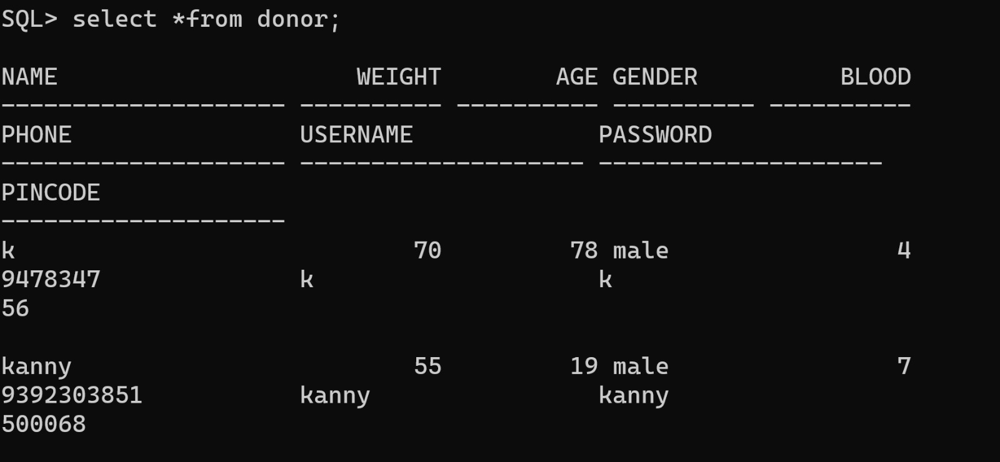 SQL> select *from donor;
NAME                     WEIGHT        AGE GENDER          BLOOD
-------------------- ---------- ---------- ---------- ----------
PHONE                USERNAME             PASSWORD
-------------------- -------------------- --------------------
PINCODE
--------------------
k                            70         78 male                4
9478347              k                    k
56
kanny                        55         19 male                7
9392303851           kanny                kanny
500068